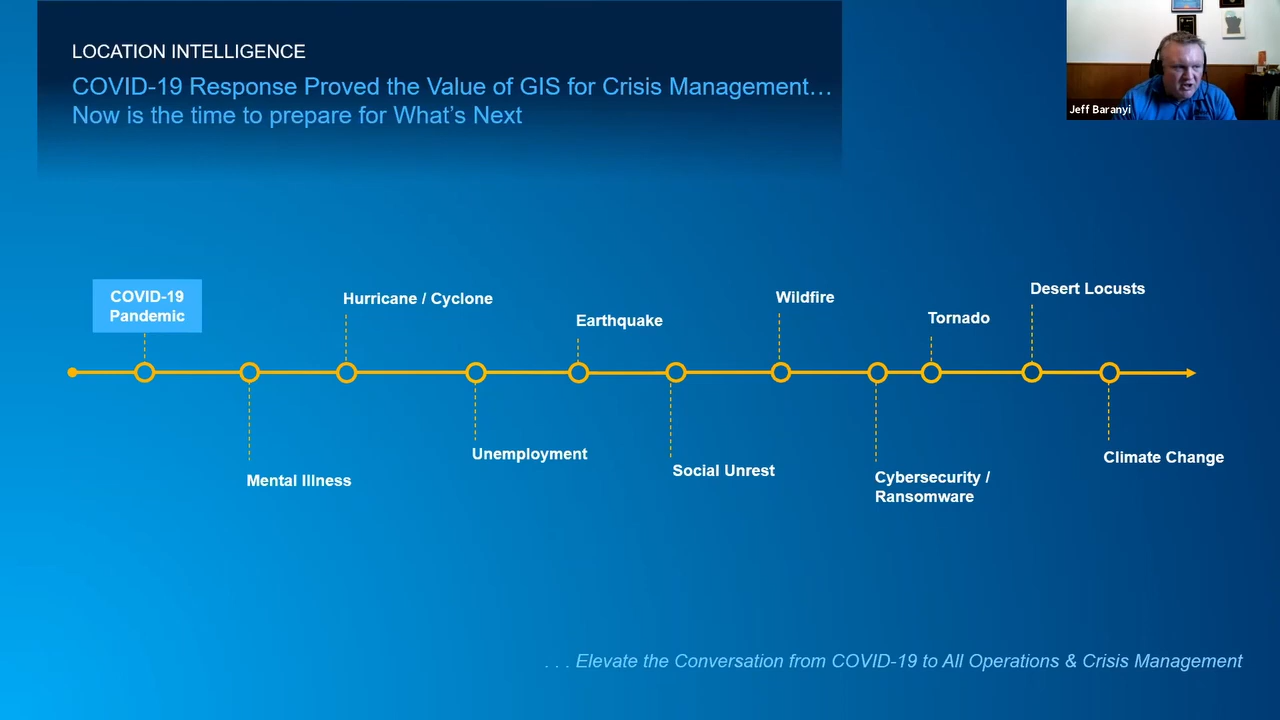 LOCATION INTELLIGENCE
COVID-19 Response Proved the Value of GIS for Crisis Management…
Now is the time to prepare for What's Next
Jeff Baranyi
COVID-19
Pandemic
Hurricane / Cyclone
Earthquake
Wildfire
Tornado
Desert Locusts
Mental Illness
Unemployment
Social Unrest
Cybersecurity /
Ransomware
Climate Change
. . . Elevate the Conversation from COVID-19 to All Operations & Crisis Management